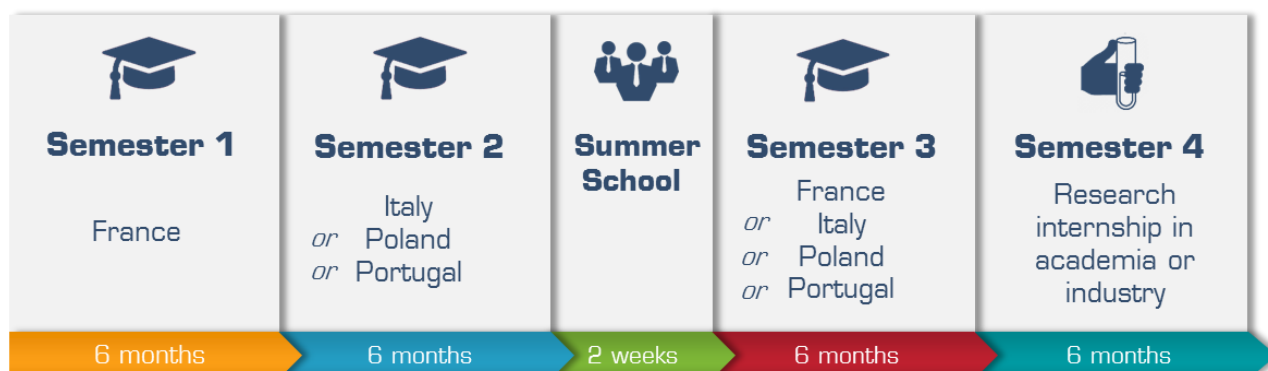 Semester 1
France
6 months
Semester 2
Italy
or Poland
or Portugal
6 months
Summer
School
2 weeks
Semester 3
France
or Italy
or Poland
or Portugal
6 months
Semester 4
Research
internship in
academia or
industry
6 months